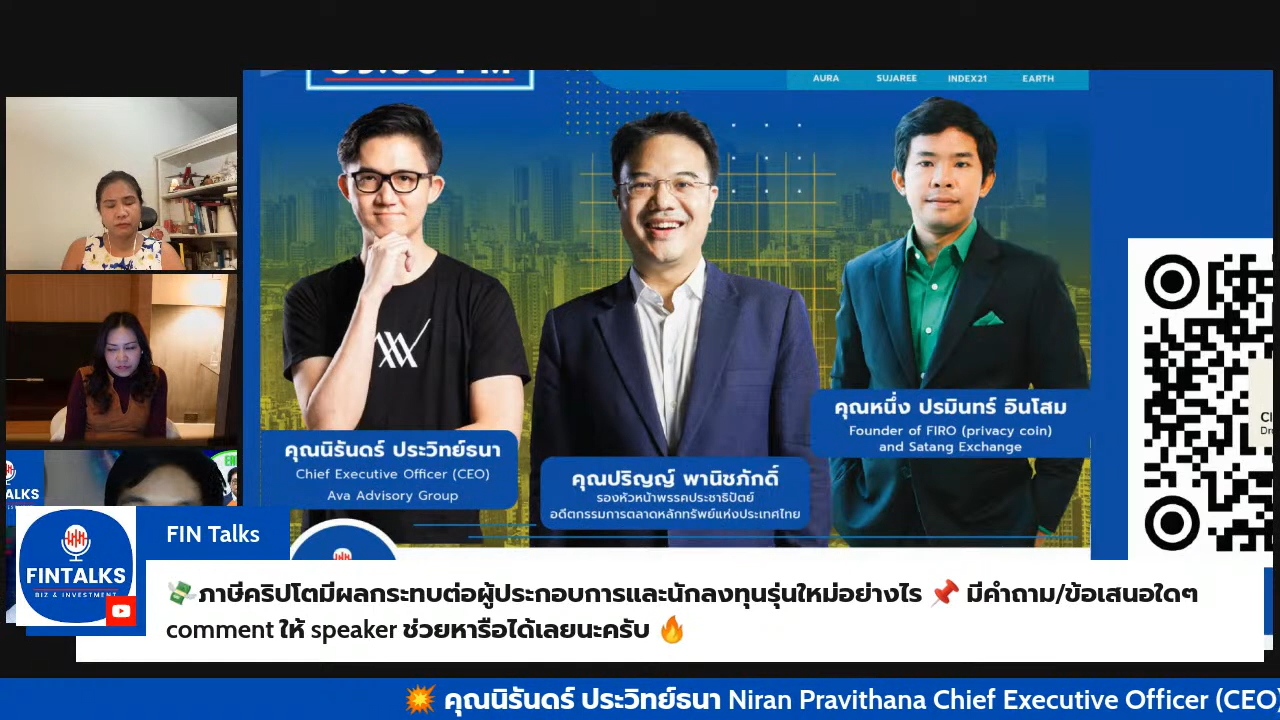 AURA SUJAREE INDEX21 EARTH
คุณนิรันดร์ ประวิทย์ธนา
Chief Executive Officer (CEO)
Ava Advisory Group
คุณปริญญ์ พานิชภักดิ์
รองหัวหน้าพรรคประชาธิปัตย์
อดีตกรรมการตลาดหลักทรัพย์แห่งประเทศไทย
คุณหนึ่ง ปรมินทร์ อินโสม
Founder of FIRO (privacy coin)
and Satang Exchange
FIN Talks
FINTALKS
BIZ & INVESTMENT
💸ภาษีคริปโตมีผลกระทบต่อผู้ประกอบการและนักลงทุนรุ่นใหม่อย่างไร 📌 มีคำถาม/ข้อเสนอใดๆ
comment ให้ speaker ช่วยหารือได้เลยนะครับ 🔥
💥 คุณนิรันดร์ ประวิทย์ธนา Niran Pravithana Chief Executive Officer (CEO)